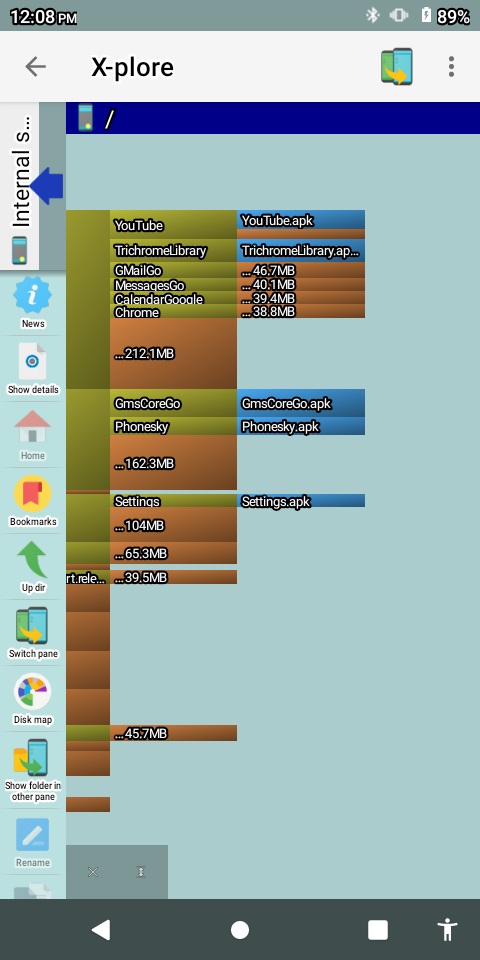 12:08 PM
89%
X-plore
Internal s...
/
YouTube
YouTube.apk
TrichromeLibrary
TrichromeLibrary.ap...
GMailGo
... 46.7MB
MessagesGo
... 40.1MB
CalendarGoogle
... 39.4MB
Chrome
... 38.8MB
...212.1MB
GmsCoreGo
GmsCoreGo.apk
Phonesky
Phonesky.apk
...162.3MB
Settings
Settings.apk
...104MB
...65.3MB
rt.rele...
...39.5MB
...45.7MB
News
Show details
Home
Bookmarks
Up dir
Switch pane
Disk map
Show folder in
other pane
Rename